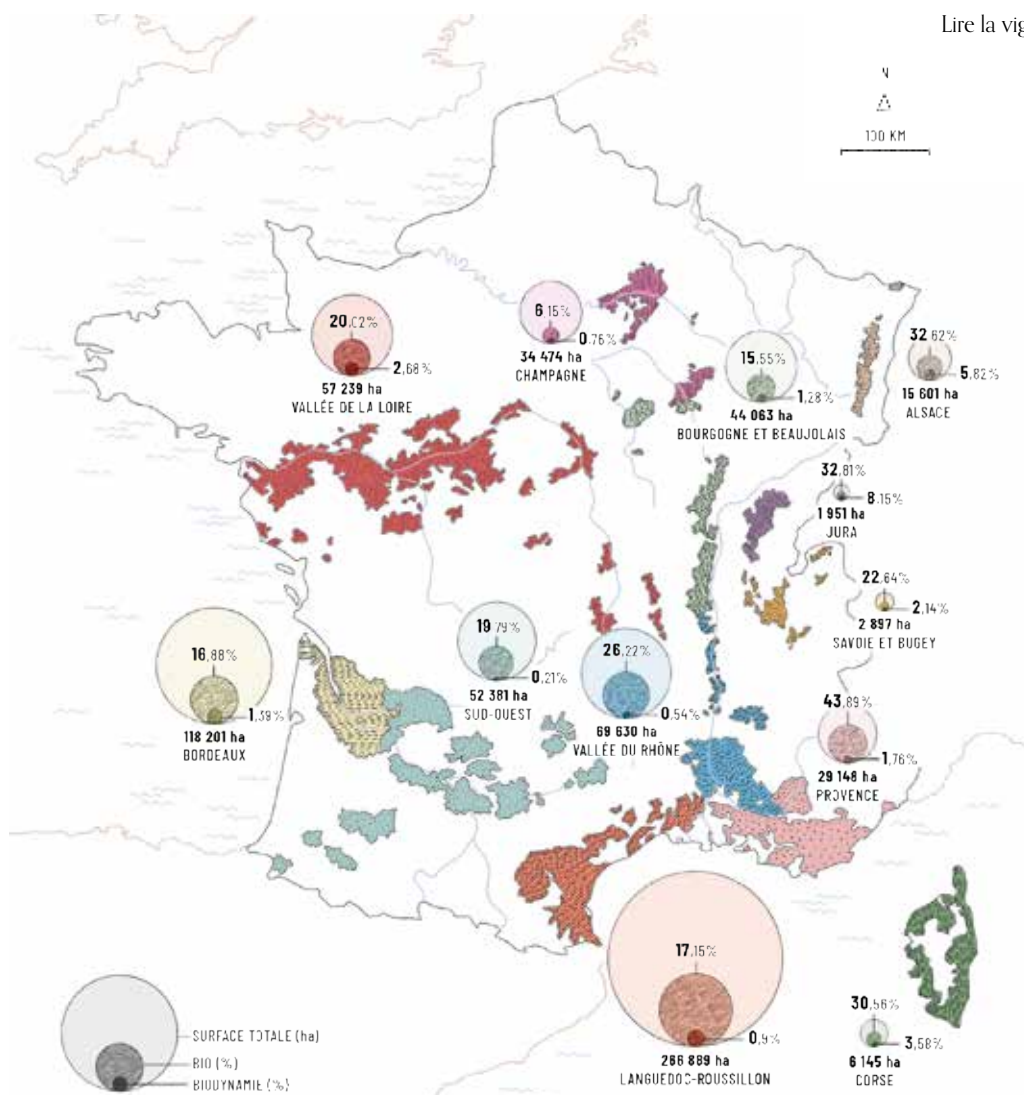 Lire la vig
N
100 KM
20,02%
2,68%
57 239 ha
VALLÉE DE LA LOIRE
6,15%
0,76%
34 474 ha
CHAMPAGNE
15,55%
1,28%
44 063 ha
BOURGOGNE ET BEAUJOLAIS
32,62%
5,82%
15 601 ha
ALSACE
32,81%
8,15%
1 951 ha
JURA
22,64%
2,14%
2 897 ha
SAVOIE ET BUGEY
16,88%
1,39%
118 201 ha
BORDEAUX
19,79%
0,21%
52 381 ha
SUD-OUEST
26,22%
0,54%
69 630 ha
VALLÉE DU RHÔNE
43,89%
1,76%
29 148 ha
PROVENCE
17,15%
0,9%
266 889 ha
LANGUEDOC-ROUSSILLON
30,56%
3,58%
6 145 ha
CORSE
SURFACE TOTALE (ha)
BIO (%)
BIODYNAMIE (%)